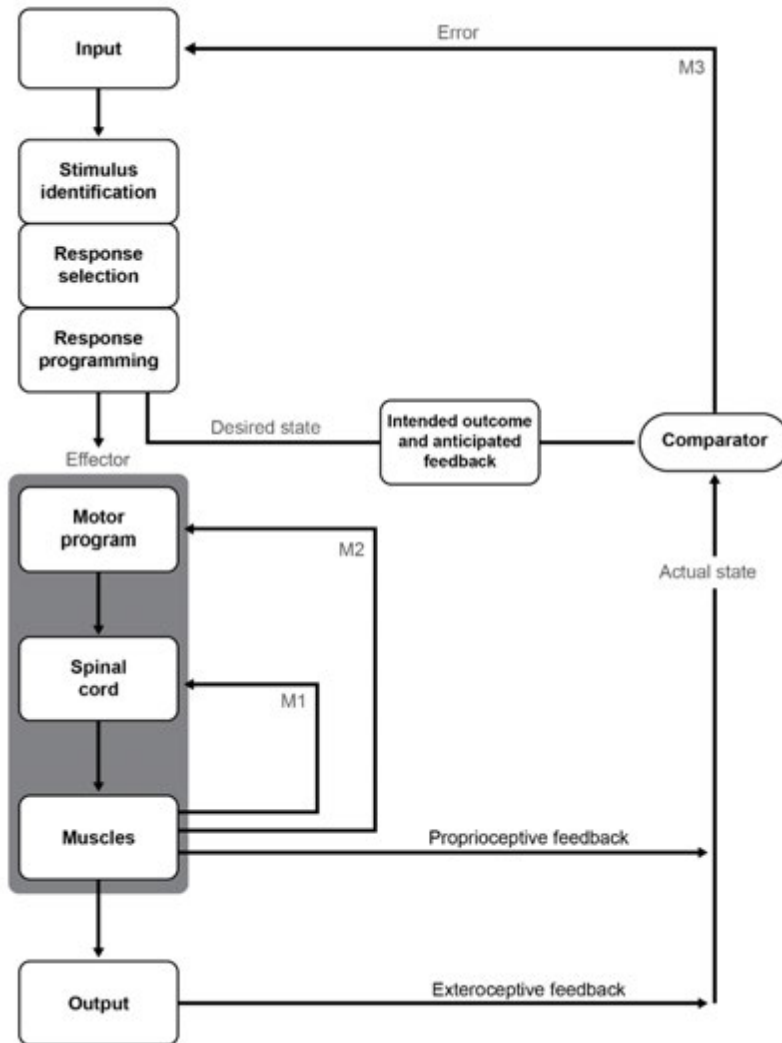 Error
Input
M3
Stimulus
identification
Response
selection
Response
programming
Desired state
Intended outcome
and anticipated
feedback
Comparator
Effector
Motor
program
M2
Actual state
Spinal
cord
M1
Muscles
Proprioceptive feedback
Output
Exteroceptive feedback